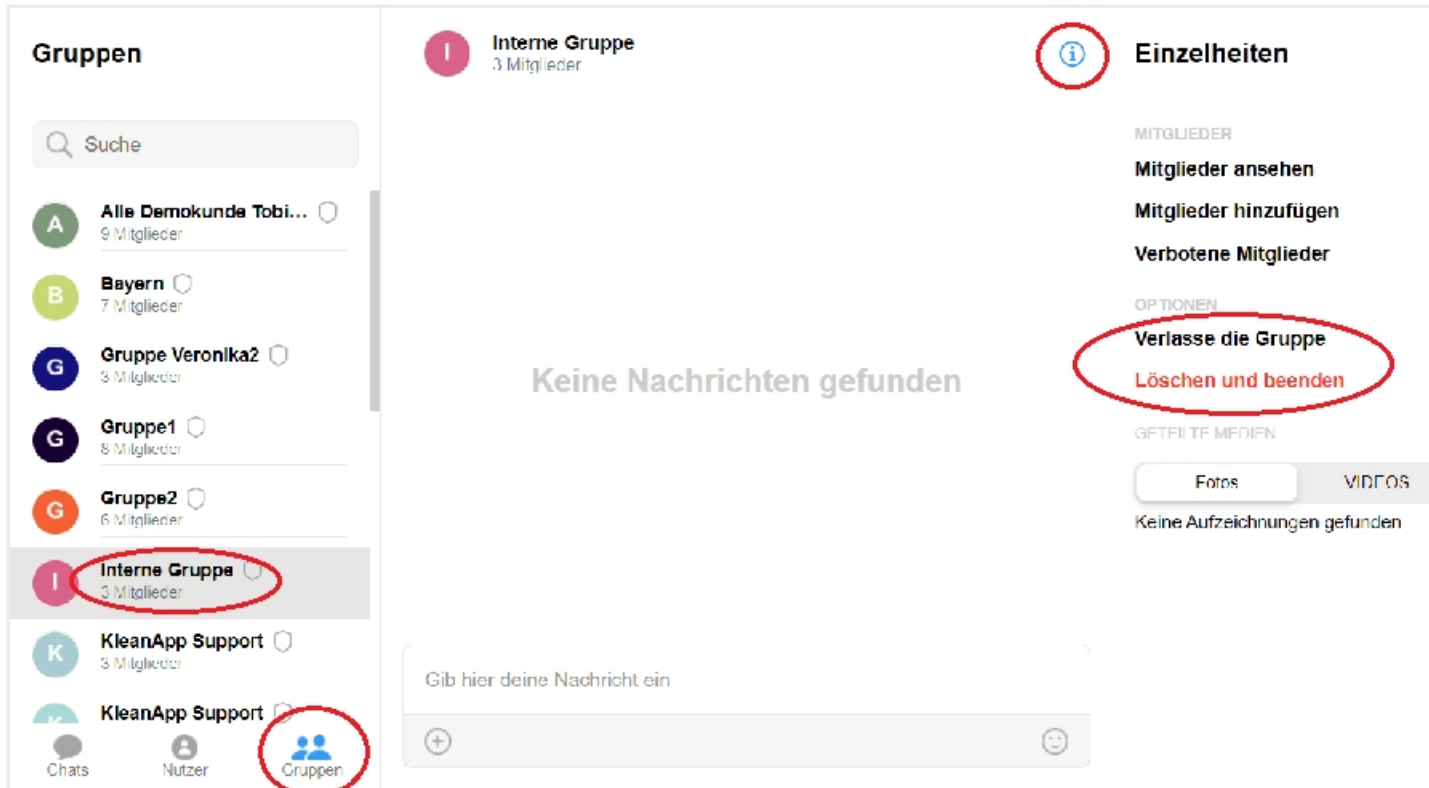 Gruppen
Suche
A
Alle Demokunde Tobi...
9 Mitglieder
B
Bayern
7 Mitglieder
G
Gruppe Veronika2
3 Mitglieder
G
Gruppe1
8 Mitglieder
G
Gruppe2
6 Mitglieder
I
Interne Gruppe
3 Mitglieder
K
KleanApp Support
3 Mitglieder
K
KleanApp Support
Chats
Nutzer
Gruppen
I
Interne Gruppe
3 Mitglieder
Keine Nachrichten gefunden
Gib hier deine Nachricht ein
Einzelheiten
MITGLIEDER
Mitglieder ansehen
Mitglieder hinzufügen
Verbotene Mitglieder
OPTIONEN
Verlasse die Gruppe
Löschen und beenden
GETEILTE MEDIEN
Fotos VIDEOS
Keine Aufzeichnungen gefunden